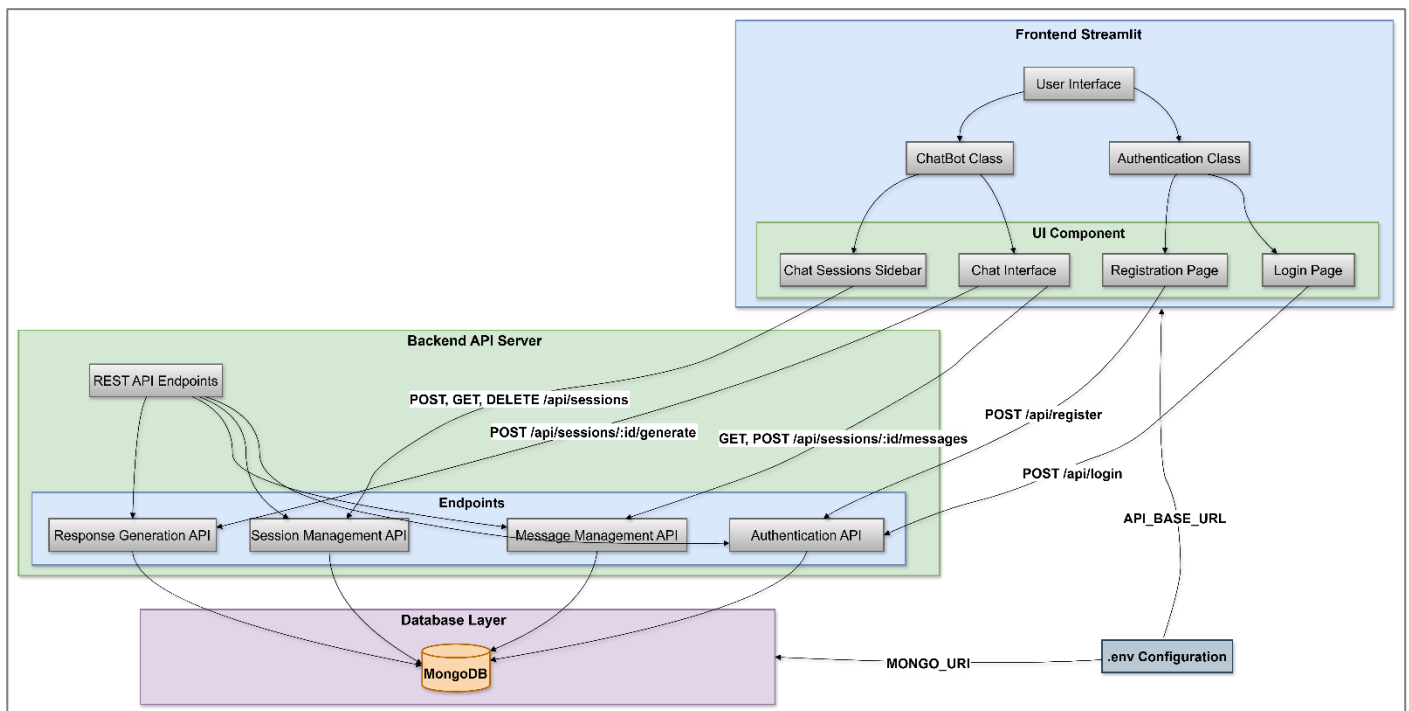 Frontend Streamlit
User Interface
ChatBot Class
Authentication Class
UI Component
Chat Sessions Sidebar
Chat Interface
Registration Page
Login Page
Backend API Server
REST API Endpoints
POST, GET, DELETE /api/sessions
POST /api/sessions/:id/generate
GET, POST /api/sessions/:id/messages
POST /api/register
POST /api/login
Endpoints
Response Generation API
Session Management API
Message Management API
Authentication API
API_BASE_URL
Database Layer
MongoDB
MONGO_URI
.env Configuration